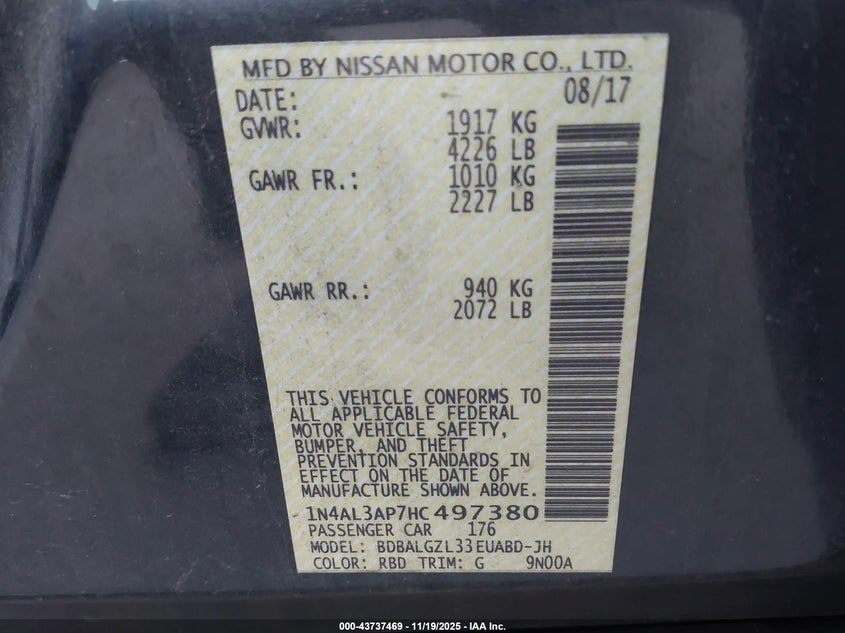 MFD BY NISSAN MOTOR CO., LTD.
DATE: 08/17
GVWR: 1917 KG
4226 LB
GAWR FR.: 1010 KG
2227 LB
GAWR RR.: 940 KG
2072 LB
THIS VEHICLE CONFORMS TO
ALL APPLICABLE FEDERAL
MOTOR VEHICLE SAFETY,
BUMPER, AND THEFT
PREVENTION STANDARDS IN
EFFECT ON THE DATE OF
MANUFACTURE SHOWN ABOVE.
1N4AL3AP7HC497380
PASSENGER CAR 176
MODEL: BDBALGZL33EUABD-JH
COLOR: RBD TRIM: G 9N00A
000-43737469 - 11/19/2025 - IAA Inc.